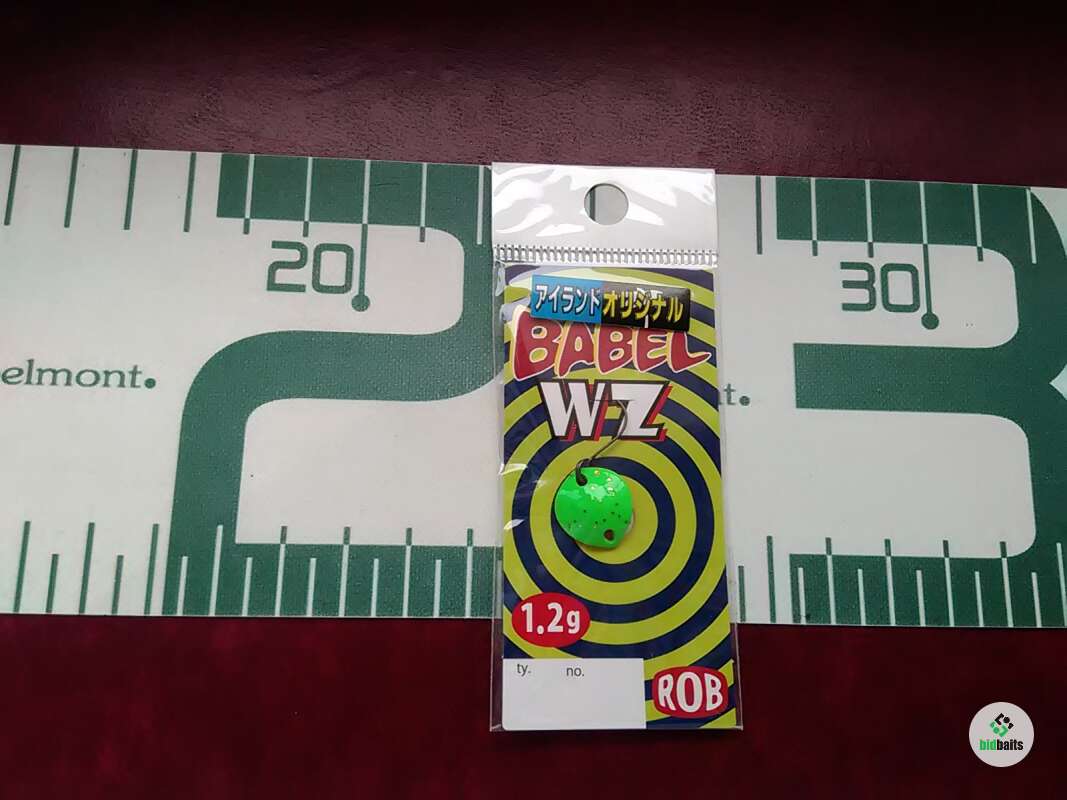 20
30
elmont.
t.
アイランドオリジナル
BABEL
WZ
1.2g
ty. no.
ROB
bidbaits